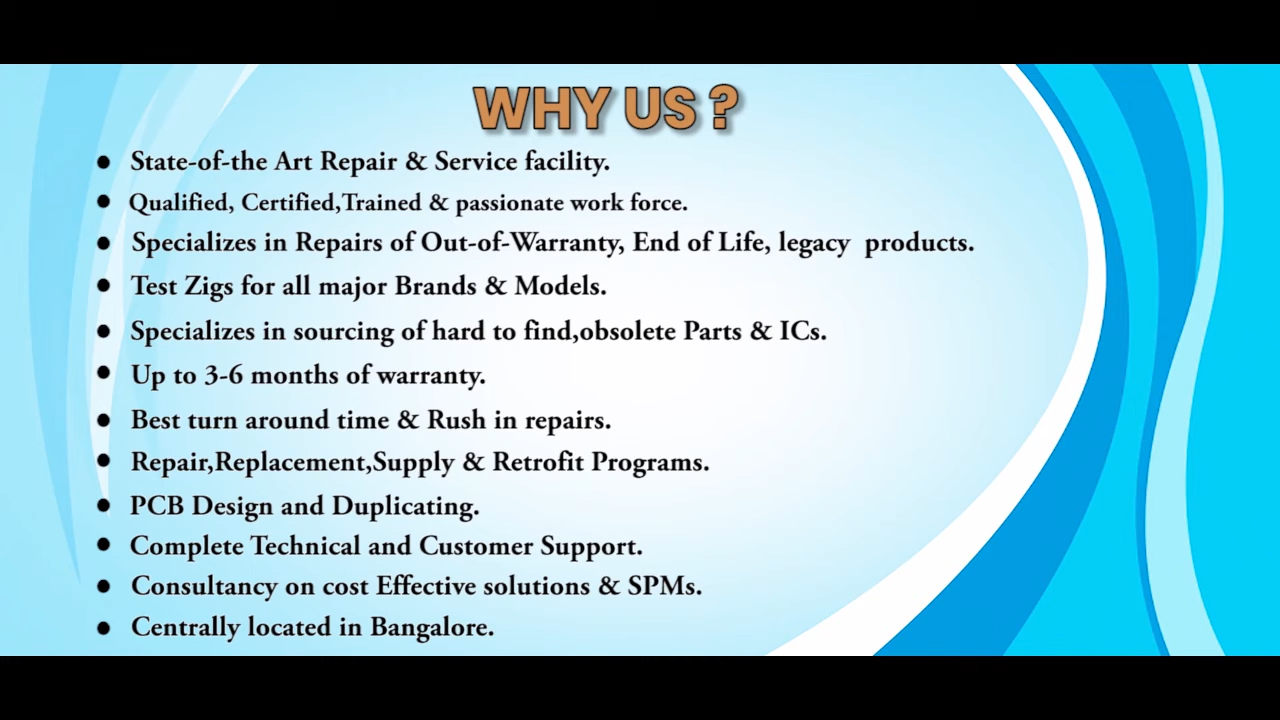 WHY US ?
State-of-the Art Repair & Service facility.
Qualified, Certified,Trained & passionate work force.
Specializes in Repairs of Out-of-Warranty, End of Life, legacy  products.
Test Zigs for all major Brands & Models.
Specializes in sourcing of hard to find,obsolete Parts & ICs.
Up to 3-6 months of warranty.
Best turn around time & Rush in repairs.
Repair,Replacement,Supply & Retrofit Programs.
PCB Design and Duplicating.
Complete Technical and Customer Support.
Consultancy on cost Effective solutions & SPMs.
Centrally located in Bangalore.